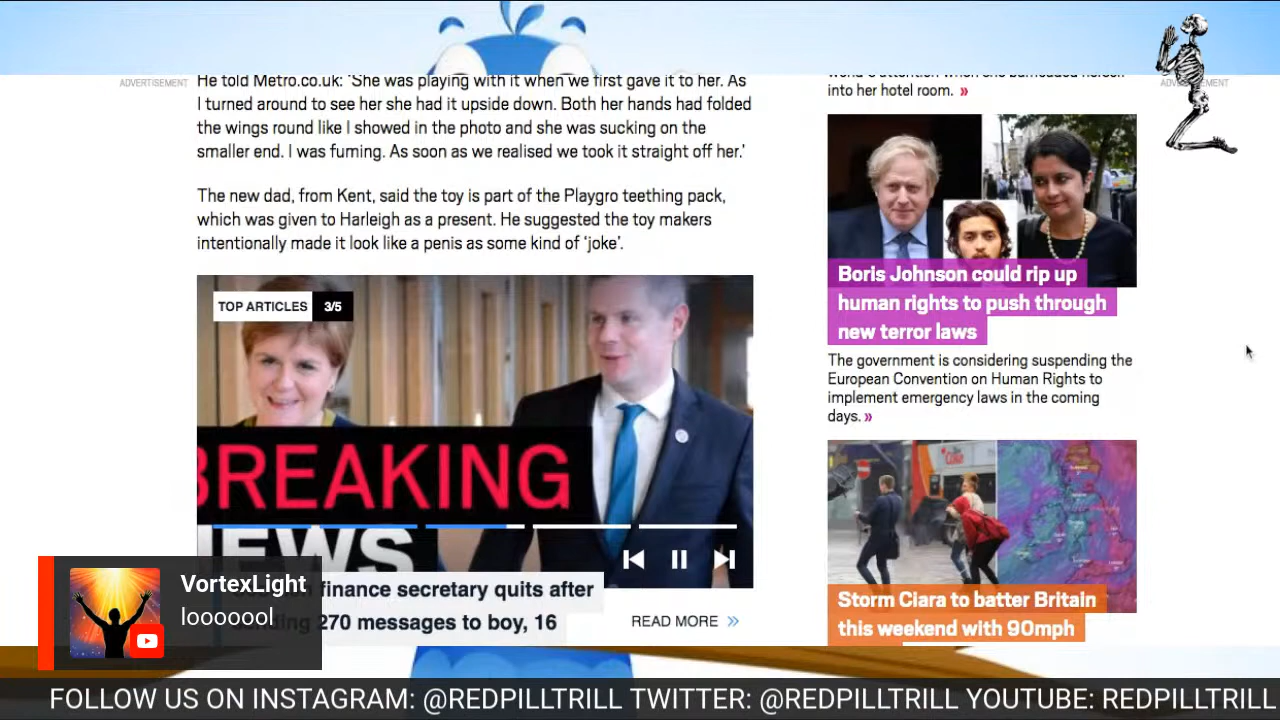 ADVERTISEMENT
He told Metro.co.uk: 'She was playing with it when we first gave it to her. As
I turned around to see her she had it upside down. Both her hands had folded
the wings round like I showed in the photo and she was sucking on the
smaller end. I was fuming. As soon as we realised we took it straight off her.'
The new dad, from Kent, said the toy is part of the Playgro teething pack,
which was given to Harleigh as a present. He suggested the toy makers
intentionally made it look like a penis as some kind of 'joke'.
TOP ARTICLES 3/5
BREAKING
NEWS
finance secretary quits after
270 messages to boy, 16
READ MORE »
into her hotel room. »
Boris Johnson could rip up
human rights to push through
new terror laws
The government is considering suspending the
European Convention on Human Rights to
implement emergency laws in the coming
days. »
Storm Ciara to batter Britain
this weekend with 90mph
VortexLight
looooool
FOLLOW US ON INSTAGRAM: @REDPILLTRILL TWITTER: @REDPILLTRILL YOUTUBE: REDPILLTRILL